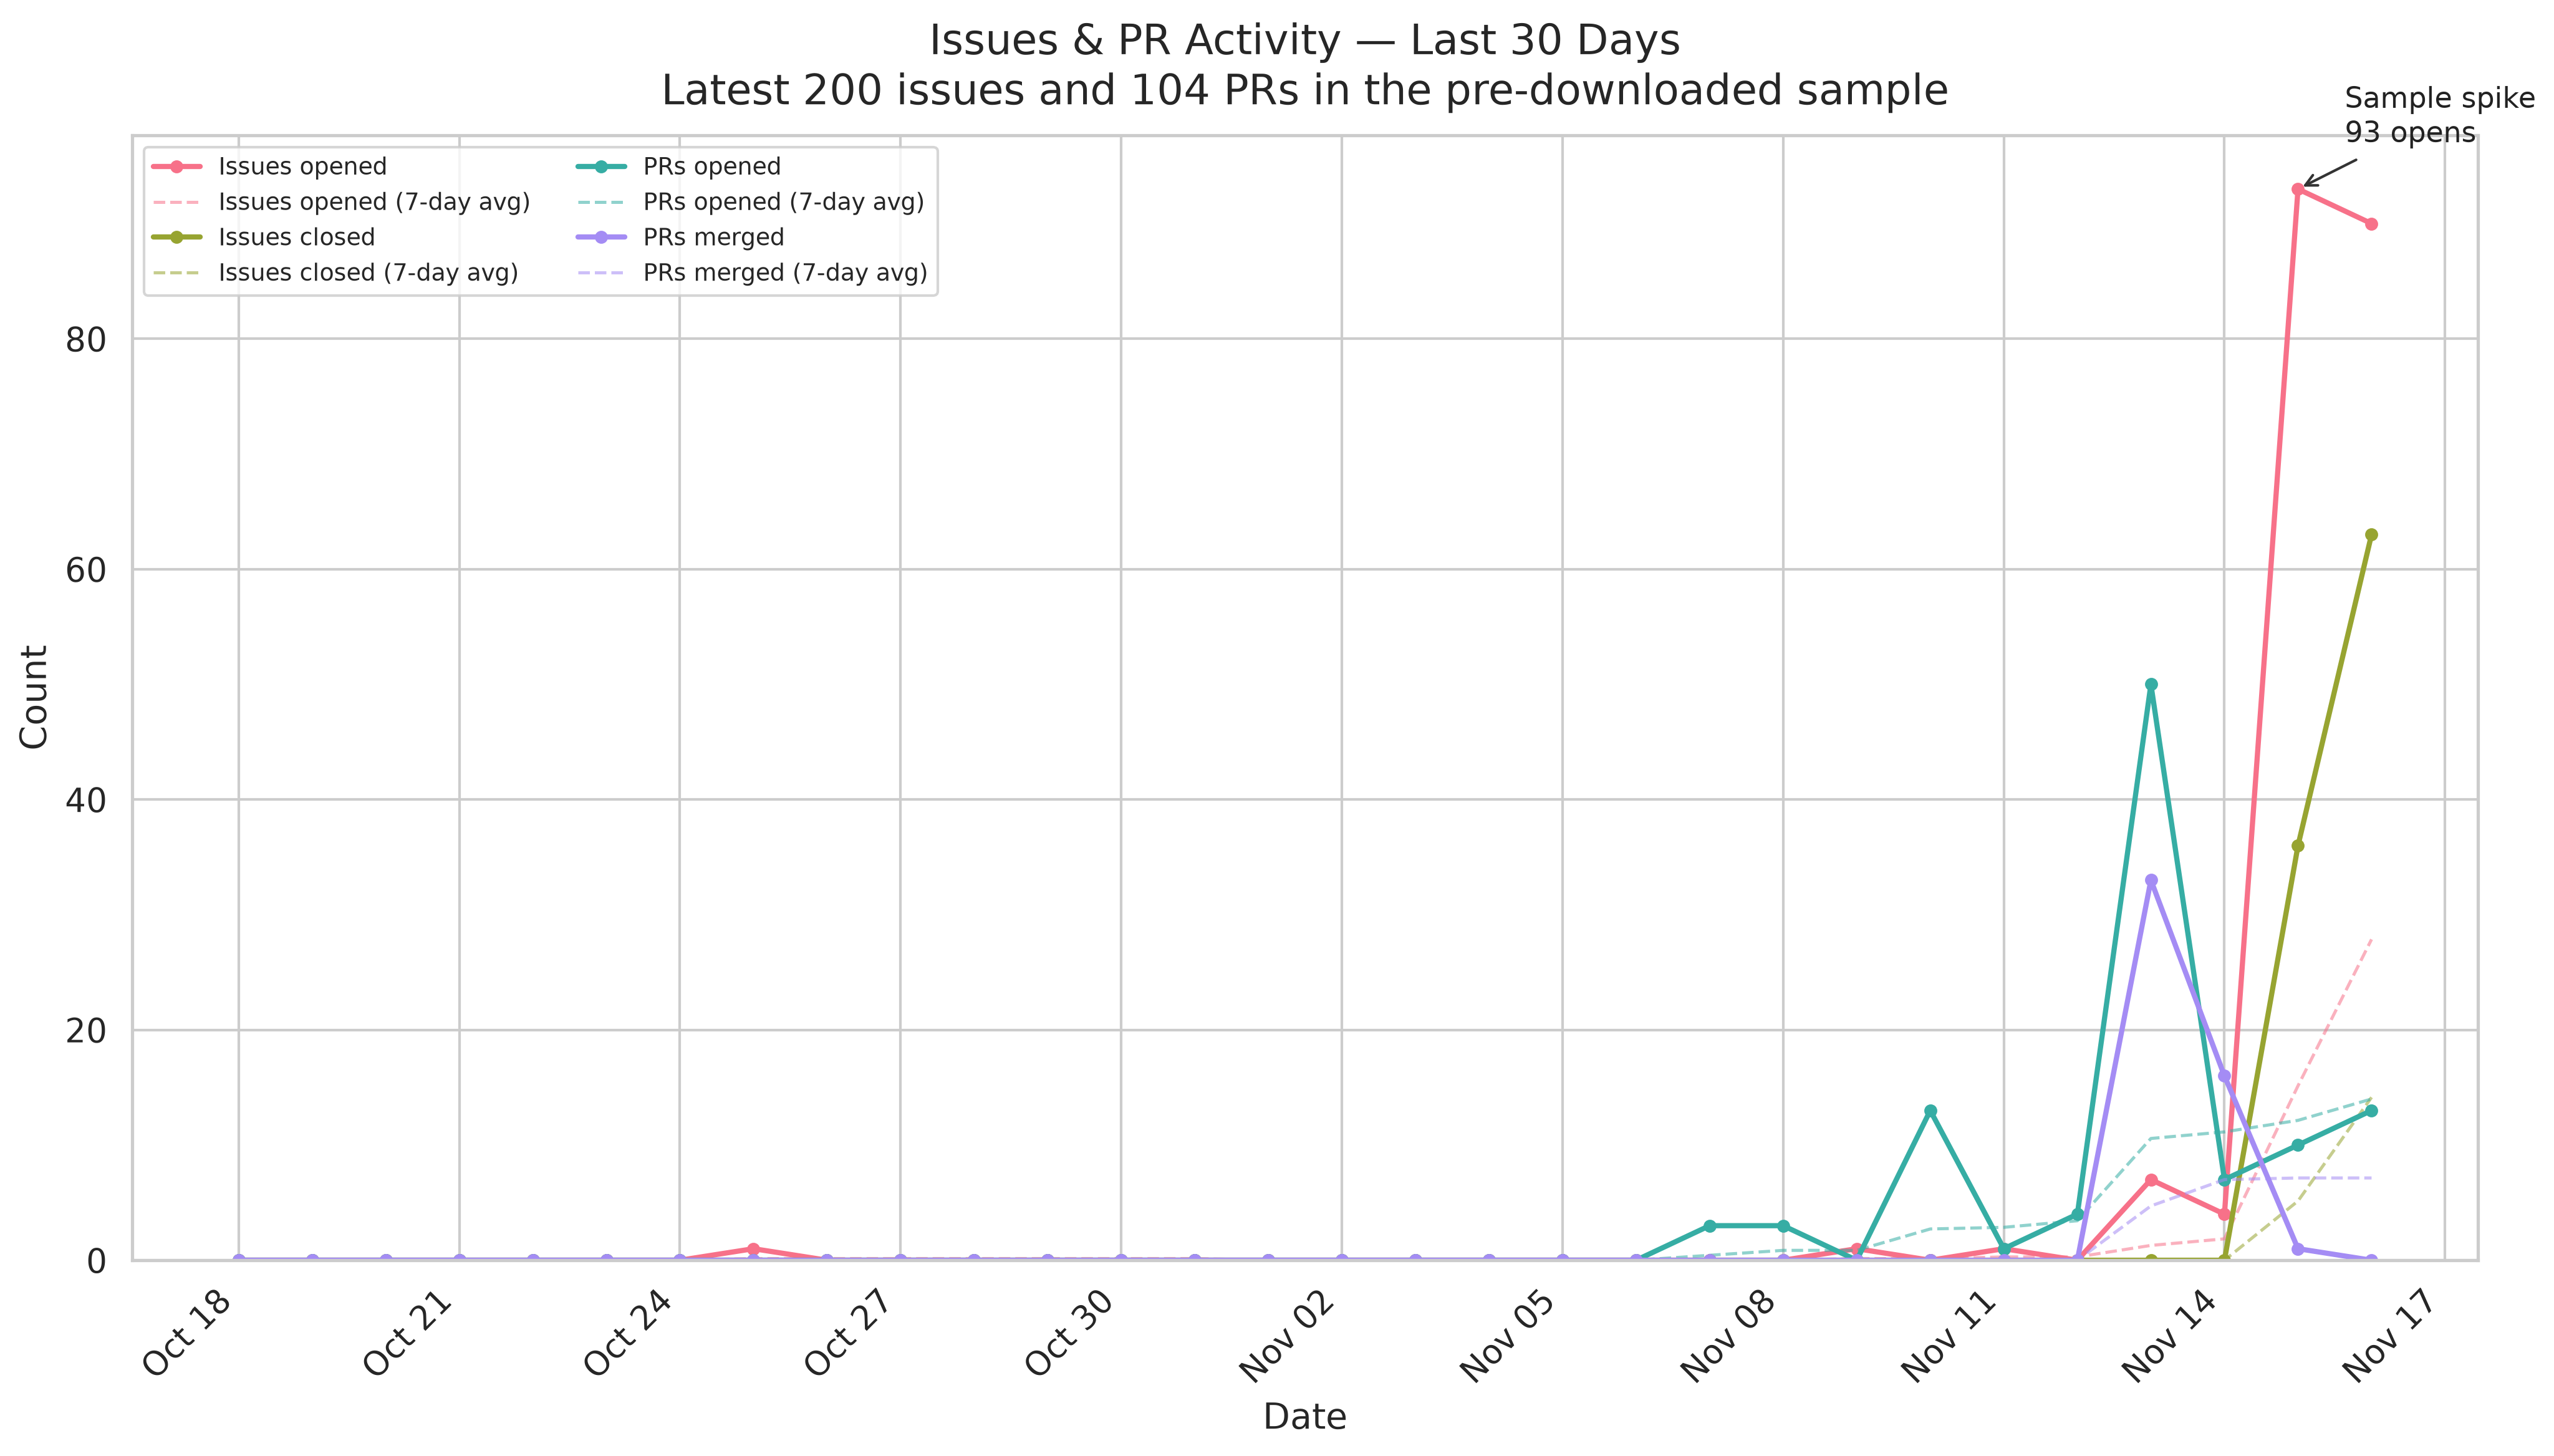 Issues & PR Activity — Last 30 Days
Latest 200 issues and 104 PRs in the pre-downloaded sample
Sample spike
93 opens
Issues opened
Issues opened (7-day avg)
Issues closed
Issues closed (7-day avg)
PRs opened
PRs opened (7-day avg)
PRs merged
PRs merged (7-day avg)
Count
80
60
40
20
0
Oct 18
Oct 21
Oct 24
Oct 27
Oct 30
Nov 02
Nov 05
Nov 08
Nov 11
Nov 14
Nov 17
Date